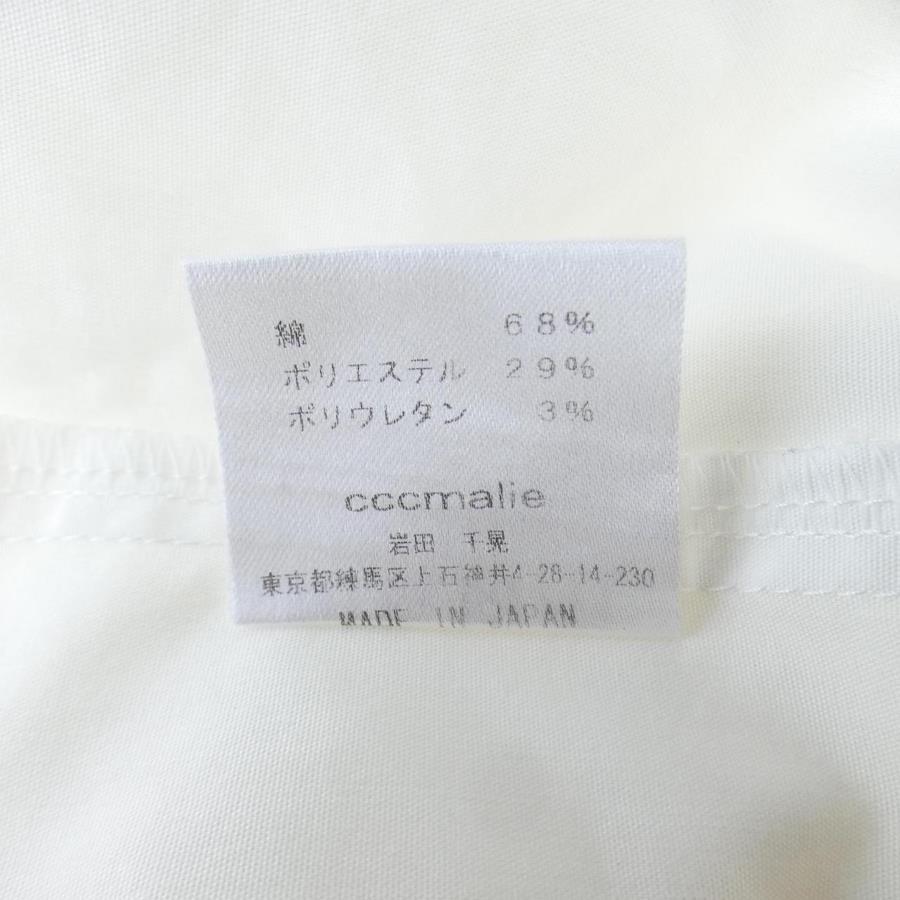 綿 68%
ポリエステル 29%
ポリウレタン 3%
cccmalie
岩田 千晃
東京都練馬区上石神井4-28-14-230
MADE IN JAPAN